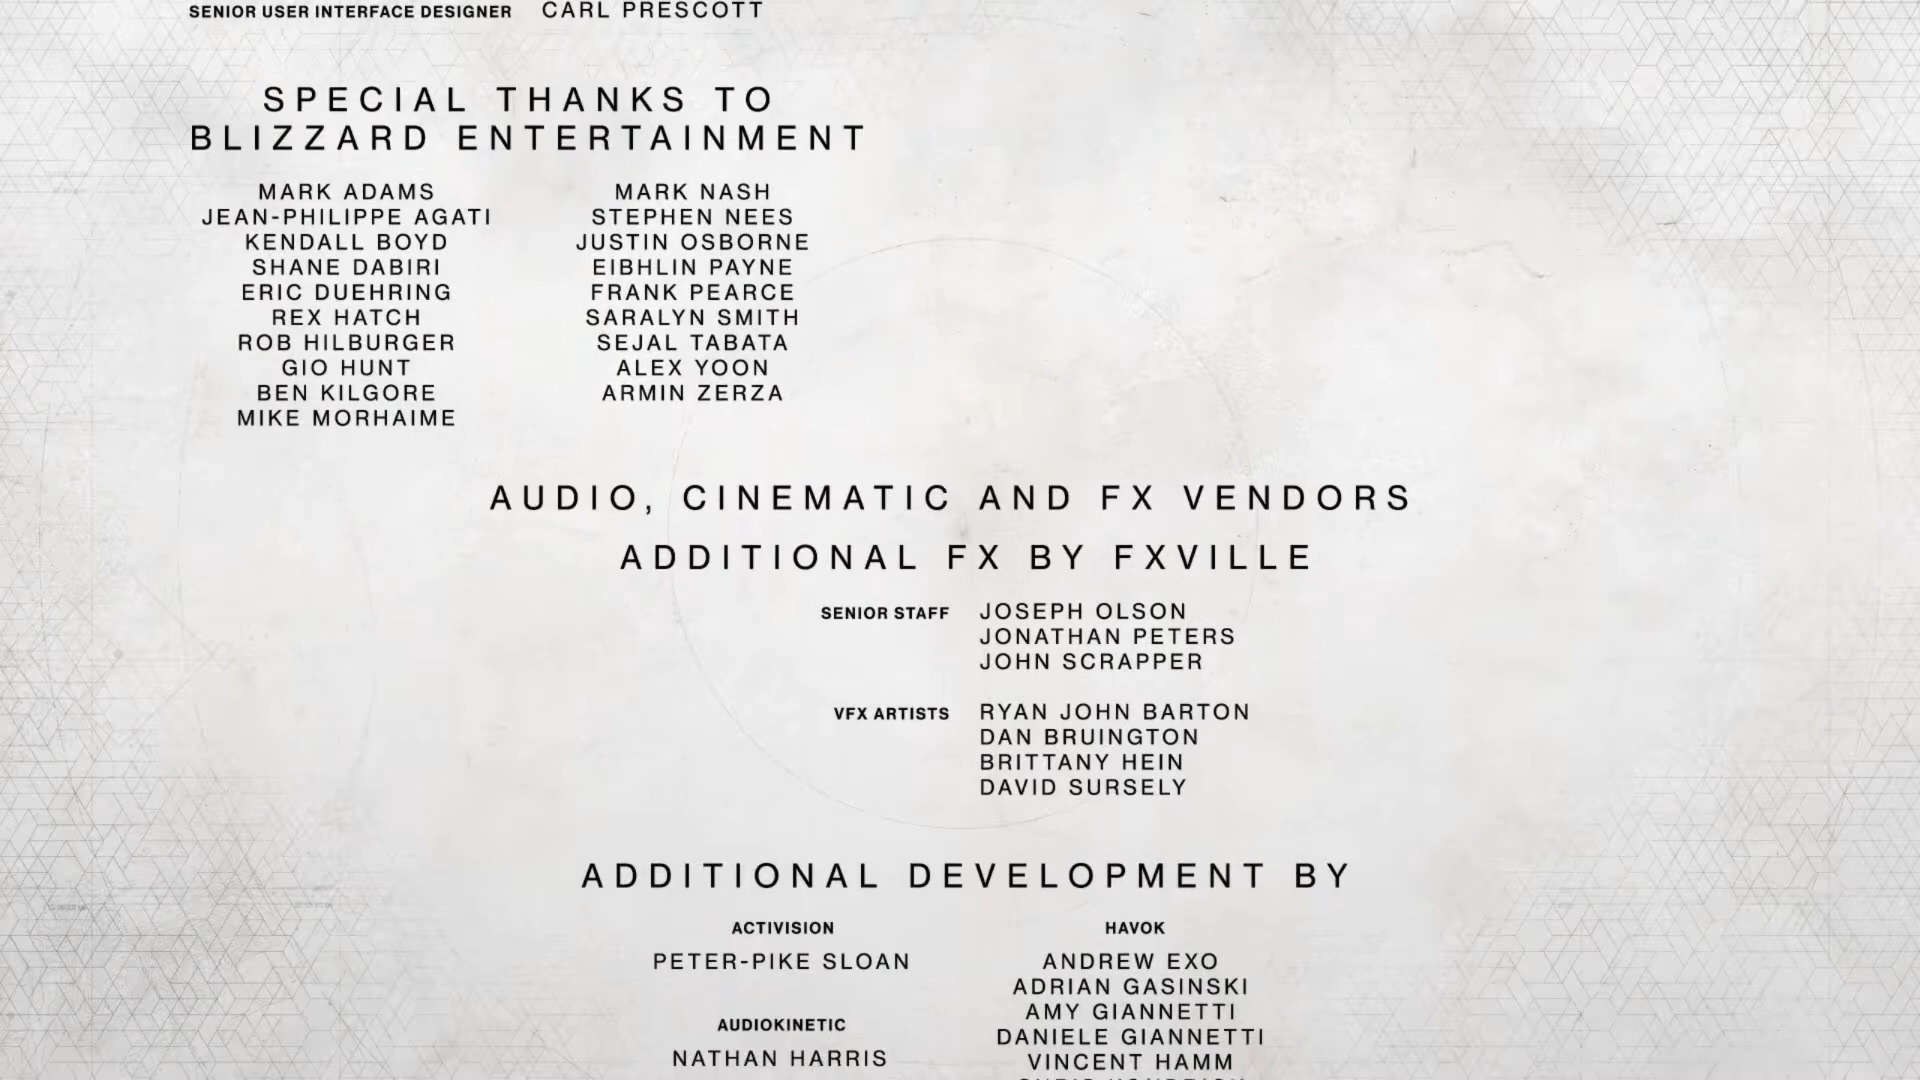 SENIOR USER INTERFACE DESIGNER CARL PRESCOTT
SPECIAL THANKS TO
BLIZZARD ENTERTAINMENT
MARK ADAMS
JEAN-PHILIPPE AGATI
KENDALL BOYD
SHANE DABIRI
ERIC DUEHRING
REX HATCH
ROB HILBURGER
GIO HUNT
BEN KILGORE
MIKE MORHAIME
MARK NASH
STEPHEN NEES
JUSTIN OSBORNE
EIBHLIN PAYNE
FRANK PEARCE
SARALYN SMITH
SEJAL TABATA
ALEX YOON
ARMIN ZERZA
AUDIO, CINEMATIC AND FX VENDORS
ADDITIONAL FX BY FXVILLE
SENIOR STAFF JOSEPH OLSON
JONATHAN PETERS
JOHN SCRAPPER
VFX ARTISTS RYAN JOHN BARTON
DAN BRUINGTON
BRITTANY HEIN
DAVID SURSELY
ADDITIONAL DEVELOPMENT BY
ACTIVISION
PETER-PIKE SLOAN
AUDIOKINETIC
NATHAN HARRIS
HAVOK
ANDREW EXO
ADRIAN GASINSKI
AMY GIANNETTI
DANIELE GIANNETTI
VINCENT HAMM